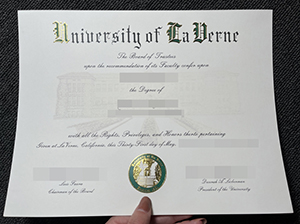 University of La Verne
The Board of Trustees
upon the recommendation of its Faculty confer upon
the Degree of
with all the Rights, Privileges, and Honors thereto pertaining
Given at La Verne, California, this Thirty First day of May,
Chairman of the Board
President of the University